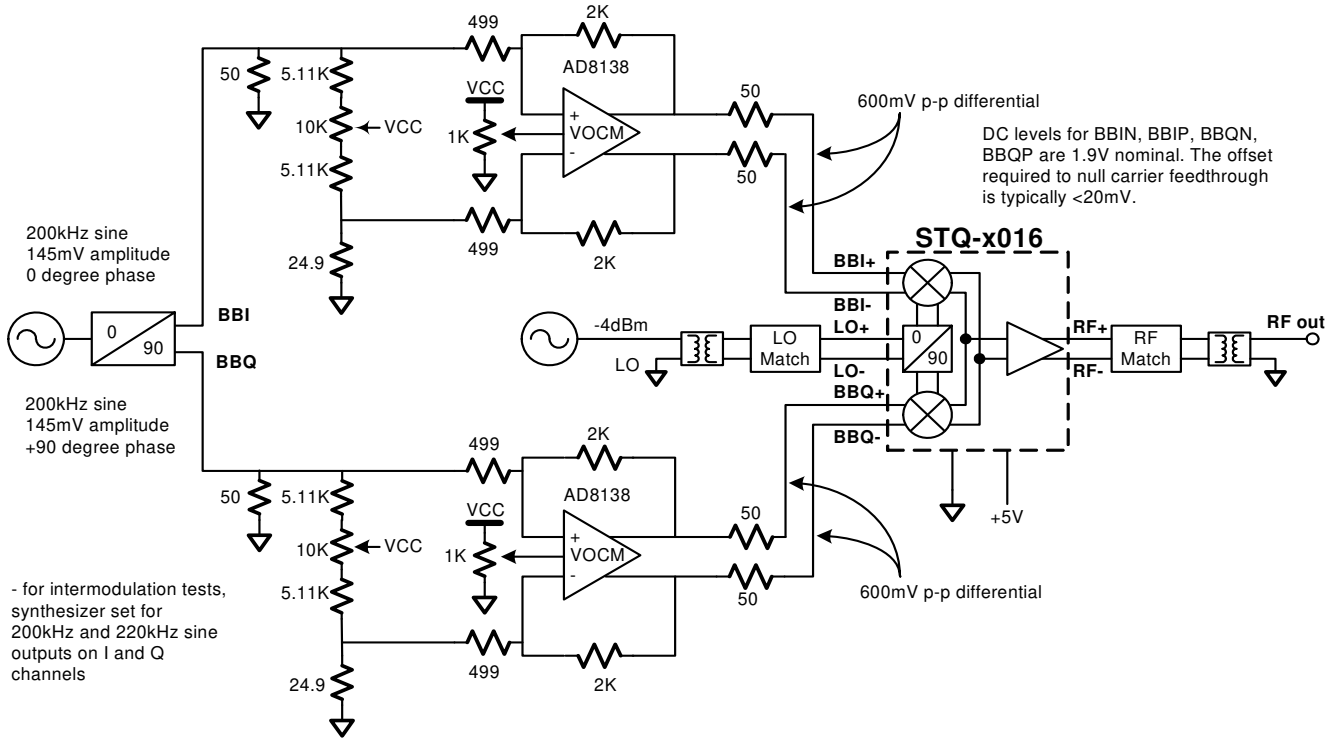 499
2K
50
5.11K
AD8138
VCC
10K
VCC
1K
+
VOCM
-
50
50
5.11K
600mV p-p differential
DC levels for BBIN, BBIP, BBQN,
BBQP are 1.9V nominal. The offset
required to null carrier feedthrough
is typically <20mV.
499
24.9
2K
200kHz sine
145mV amplitude
0 degree phase
0
90
BBI
BBQ
200kHz sine
145mV amplitude
+90 degree phase
STQ-x016
BBI+
BBI-
-4dBm
LO
LO
Match
LO+
LO-
0
90
BBQ+
BBQ-
RF+
RF-
RF
Match
RF out
+5V
499
2K
50
5.11K
AD8138
VCC
10K
VCC
1K
+
VOCM
-
50
50
5.11K
600mV p-p differential
499
24.9
2K
- for intermodulation tests,
synthesizer set for
200kHz and 220kHz sine
outputs on I and Q
channels